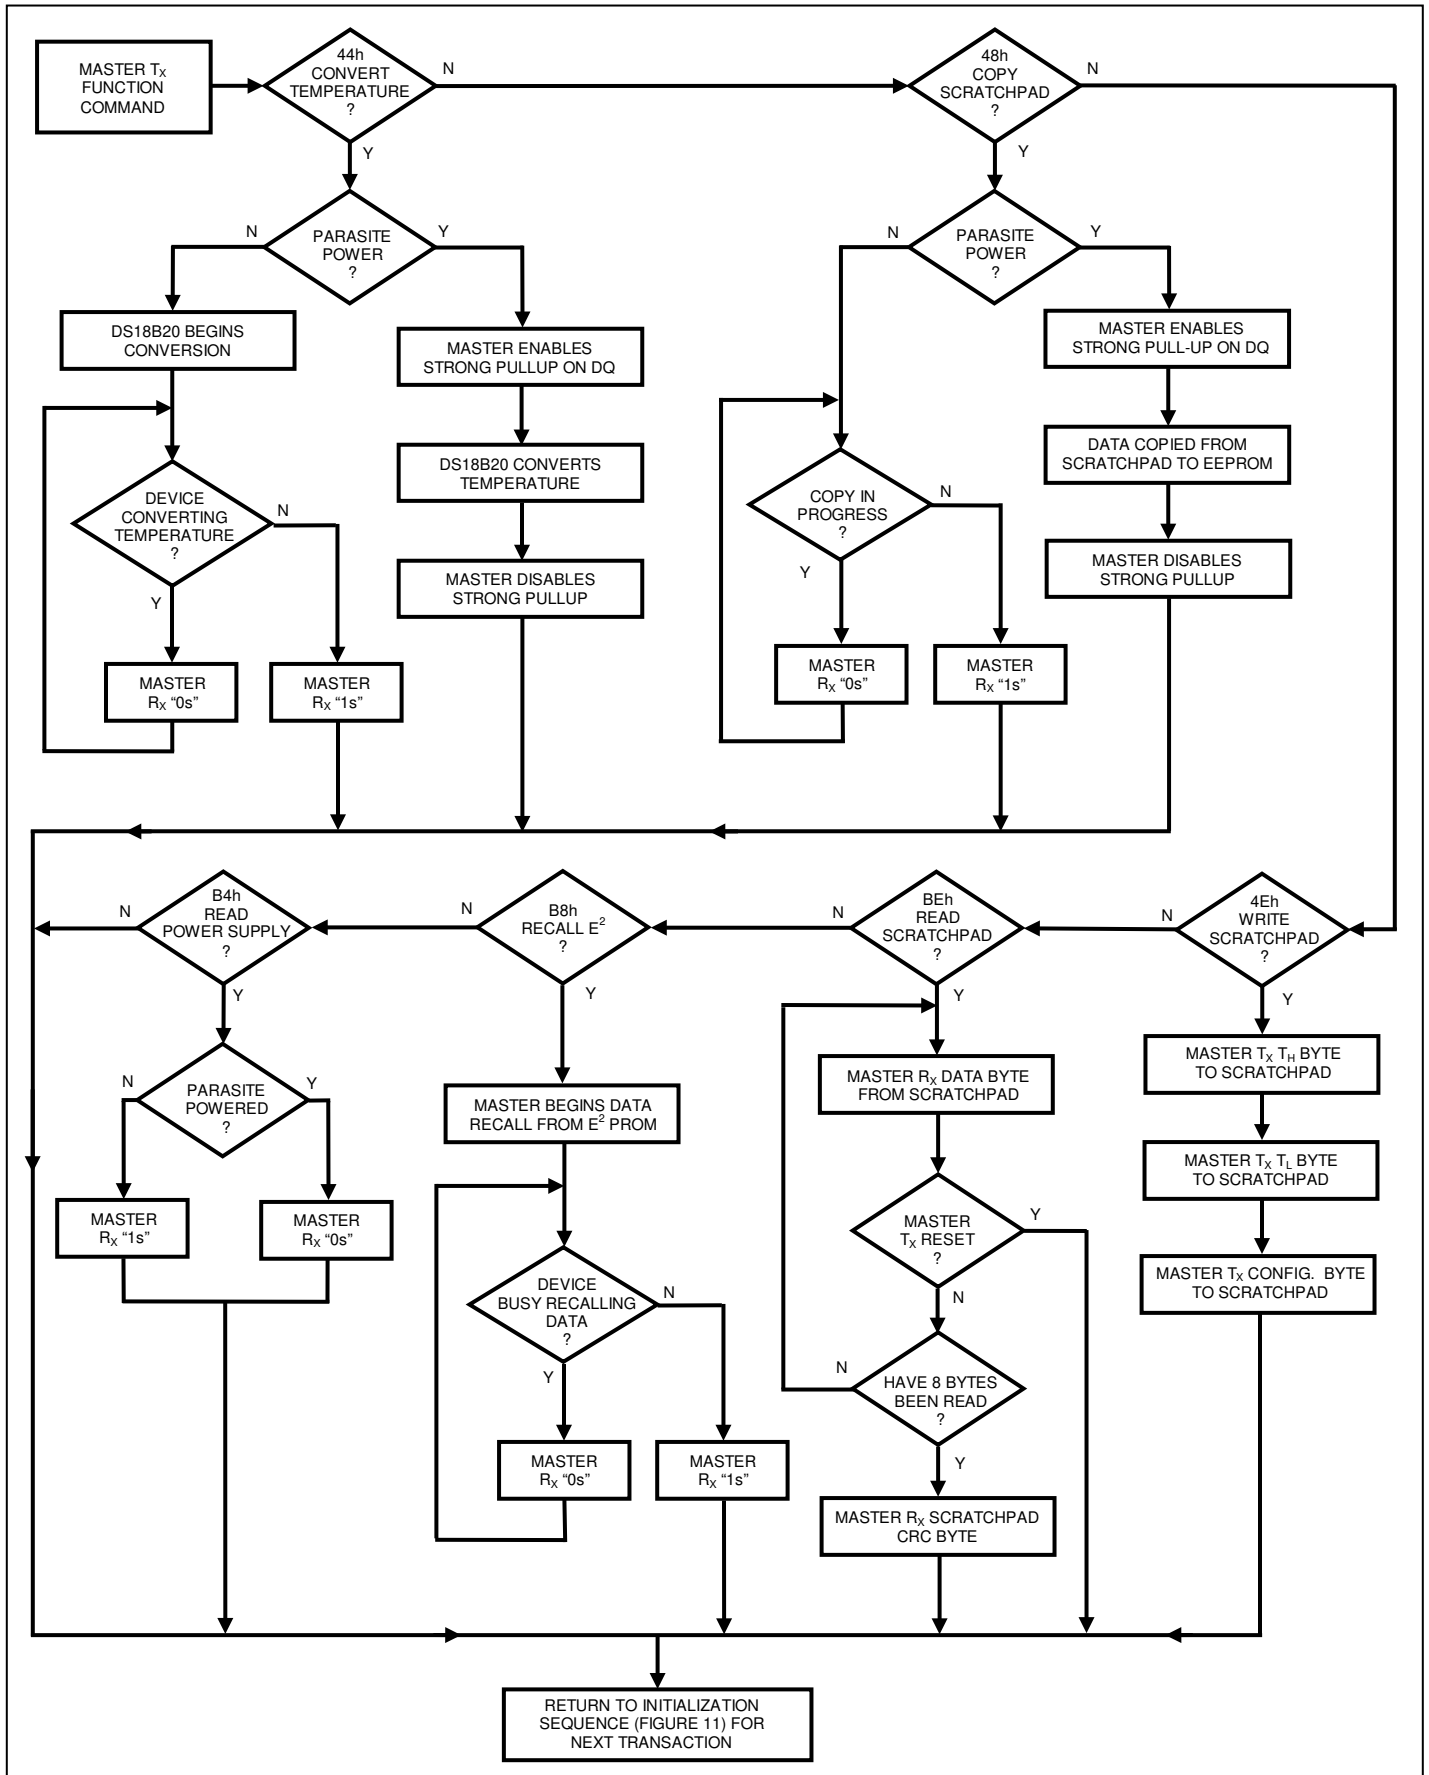 MASTER TX
FUNCTION
COMMAND
44h
CONVERT
TEMPERATURE
?
N
Y
48h
COPY
SCRATCHPAD
?
N
Y
PARASITE
POWER
?
N
Y
DS18B20 BEGINS
CONVERSION
MASTER ENABLES
STRONG PULLUP ON DQ
DEVICE
CONVERTING
TEMPERATURE
?
N
Y
DS18B20 CONVERTS
TEMPERATURE
MASTER DISABLES
STRONG PULLUP
MASTER
RX “0s”
MASTER
RX “1s”
PARASITE
POWER
?
N
Y
MASTER ENABLES
STRONG PULL-UP ON DQ
DATA COPIED FROM
SCRATCHPAD TO EEPROM
COPY IN
PROGRESS
?
N
Y
MASTER DISABLES
STRONG PULLUP
MASTER
RX “0s”
MASTER
RX “1s”
B4h
READ
POWER SUPPLY
?
N
Y
B8h
RECALL E2
?
N
Y
BEh
READ
SCRATCHPAD
?
N
Y
4Eh
WRITE
SCRATCHPAD
?
N
Y
PARASITE
POWERED
?
N
Y
MASTER
RX “1s”
MASTER
RX “0s”
MASTER BEGINS DATA
RECALL FROM E2 PROM
DEVICE
BUSY RECALLING
DATA
?
N
Y
MASTER
RX “0s”
MASTER
RX “1s”
MASTER RX DATA BYTE
FROM SCRATCHPAD
MASTER
TX RESET
?
Y
N
HAVE 8 BYTES
BEEN READ
?
N
Y
MASTER RX SCRATCHPAD
CRC BYTE
MASTER TX TH BYTE
TO SCRATCHPAD
MASTER TX TL BYTE
TO SCRATCHPAD
MASTER TX CONFIG. BYTE
TO SCRATCHPAD
RETURN TO INITIALIZATION
SEQUENCE (FIGURE 11) FOR
NEXT TRANSACTION